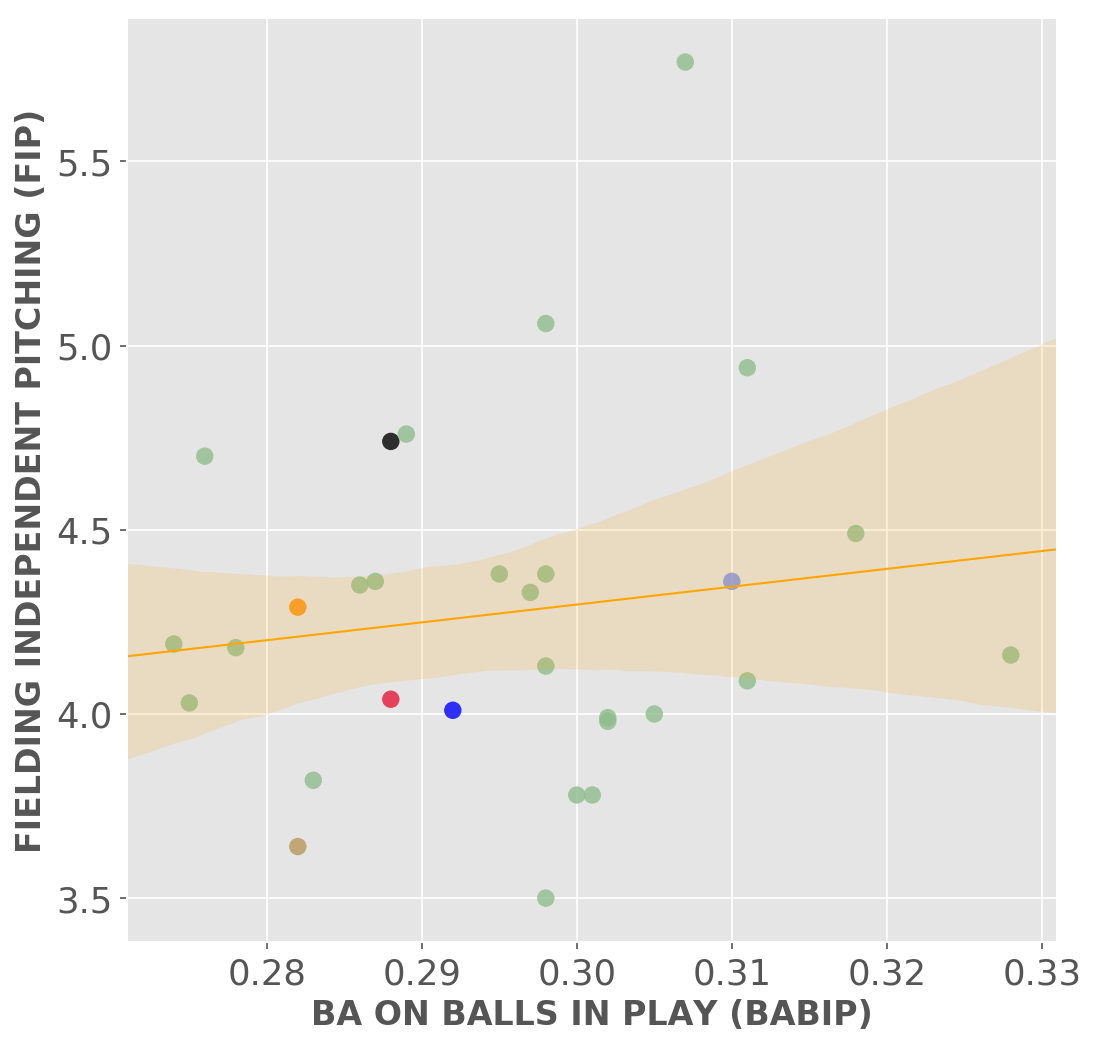 FIELDING INDEPENDENT PITCHING (FIP)
5.5
5.0
4.5
4.0
3.5
0.28 0.29 0.30 0.31 0.32 0.33
BA ON BALLS IN PLAY (BABIP)